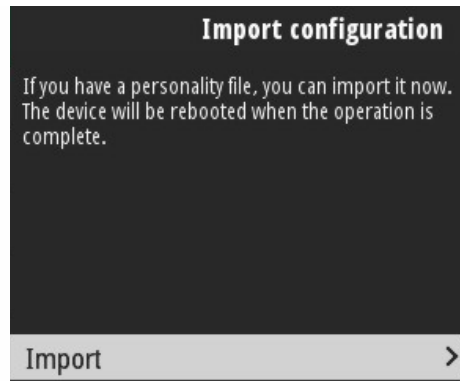 Import configuration
If you have a personality file, you can import it now.
The device will be rebooted when the operation is
complete.
Import